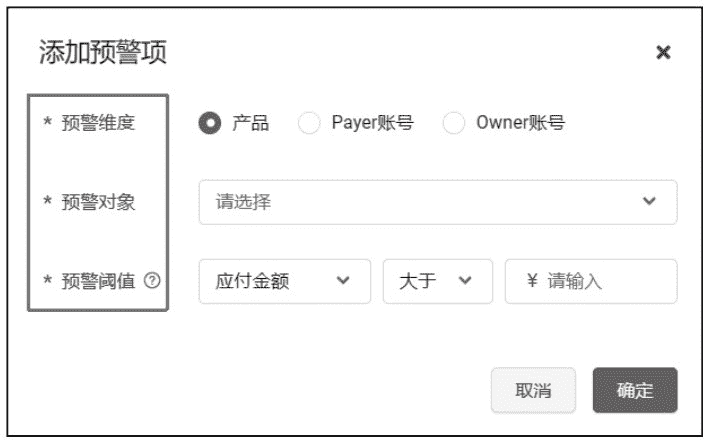 添加预警项
* 预警维度 产品 Payer账号 Owner账号
* 预警对象 请选择
* 预警阈值 应付金额 大于 ¥ 请输入
取消 确定